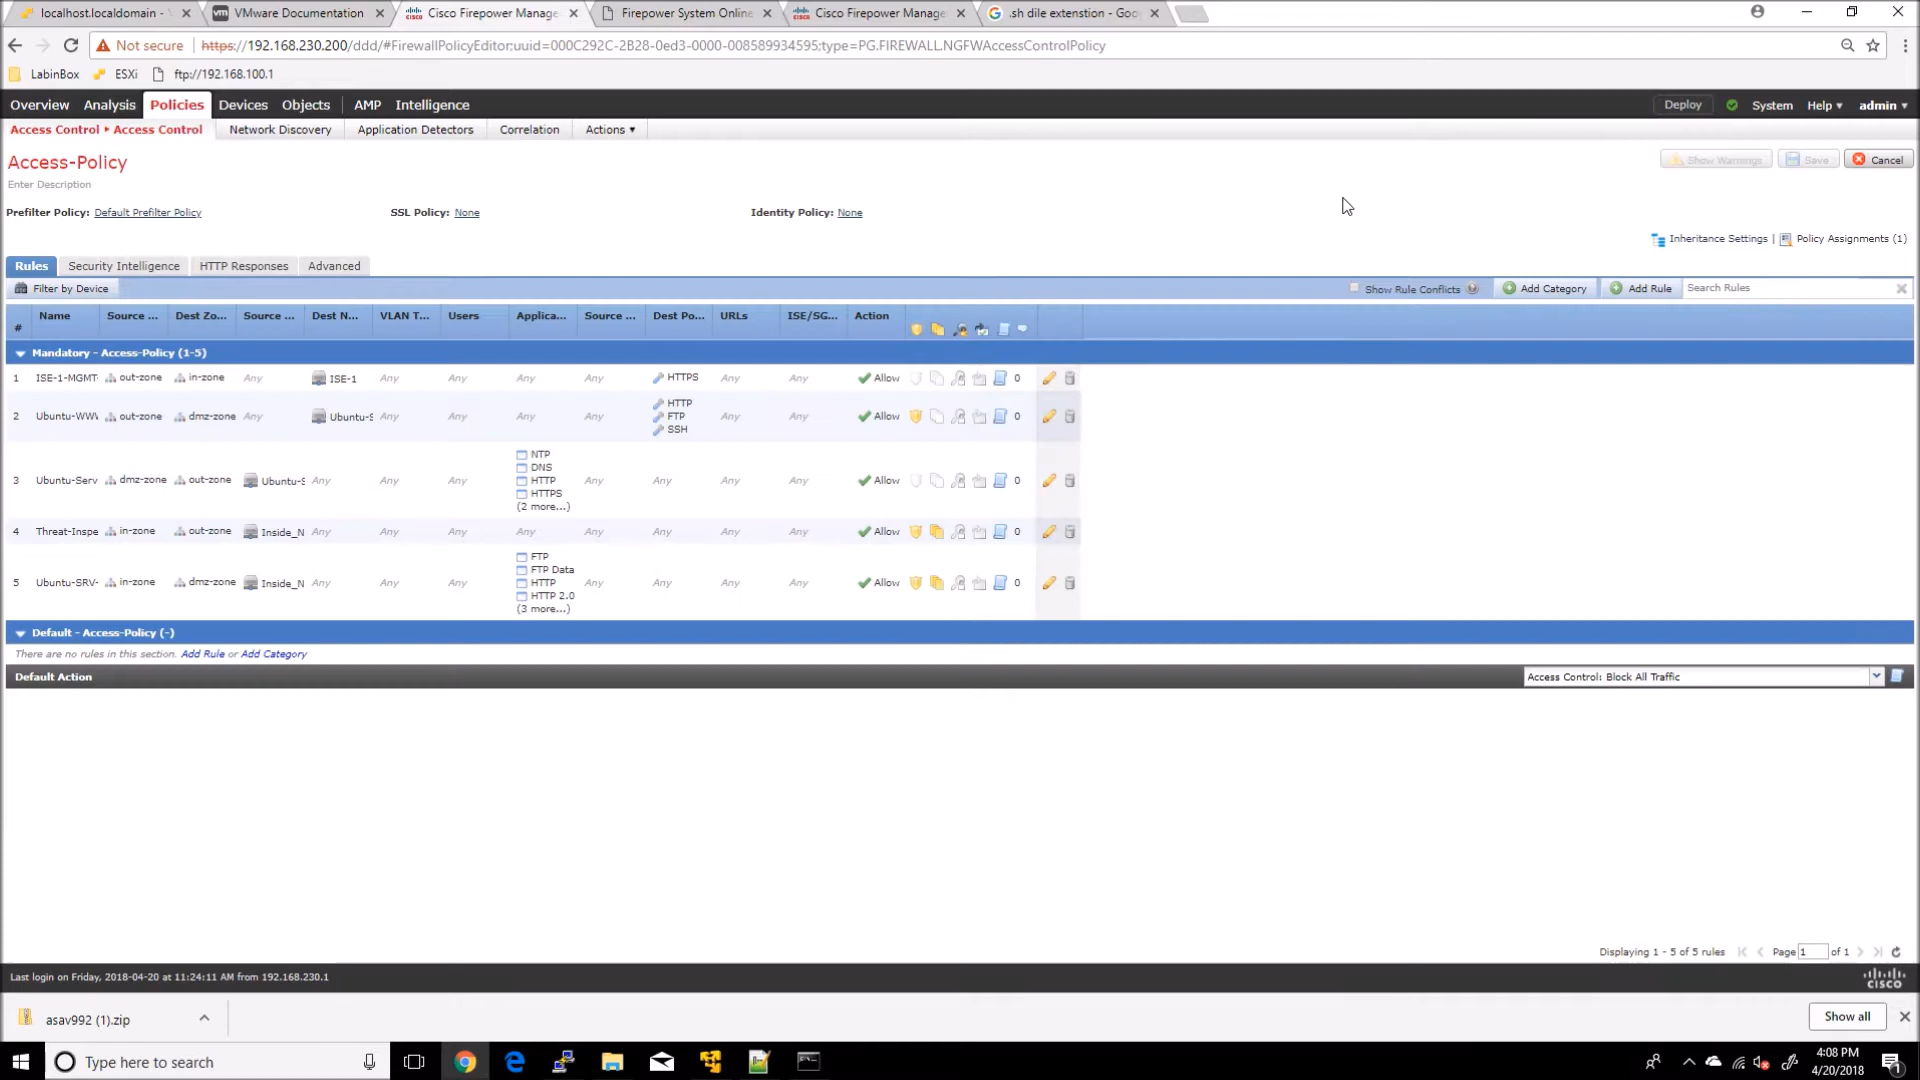 localhost.localdomain - V
VMware Documentation
Cisco Firepower Manage
Firepower System Online
Cisco Firepower Manage
.sh dile extenstion - Goo
Not secure | https://192.168.230.200/ddd/#FirewallPolicyEditor;uuid=000C292C-2B28-0ed3-0000-008589934595;type=PG.FIREWALL.NGFWAccessControlPolicy
LabinBox ESXi ftp://192.168.100.1
Overview Analysis Policies Devices Objects AMP Intelligence Deploy System Help admin
Access Control Access Control Network Discovery Application Detectors Correlation Actions
Access-Policy Show Warnings Save Cancel
Enter Description
Prefilter Policy: Default Prefilter Policy SSL Policy: None Identity Policy: None
Inheritance Settings | Policy Assignments (1)
Rules Security Intelligence HTTP Responses Advanced
Filter by Device Show Rule Conflicts Add Category Add Rule Search Rules
# Name Source ... Dest Zo... Source ... Dest N... VLAN T... Users Applica... Source ... Dest Po... URLs ISE/SG... Action
Mandatory - Access-Policy (1-5)
1 ISE-1-MGMT out-zone in-zone Any ISE-1 Any Any Any Any HTTPS Any Any Allow 0
2 Ubuntu-WW out-zone dmz-zone Any Ubuntu-S Any Any Any Any HTTP Any Any Allow 0
FTP
SSH
3 Ubuntu-Serv dmz-zone out-zone Ubuntu-S Any Any Any NTP Any Any Any Any Allow 0
DNS
HTTP
HTTPS
(2 more...)
4 Threat-Inspe in-zone out-zone Inside_N Any Any Any Any Any Any Any Any Allow 0
5 Ubuntu-SRV- in-zone dmz-zone Inside_N Any Any Any FTP Any Any Any Any Allow 0
FTP Data
HTTP
HTTP 2.0
(3 more...)
Default - Access-Policy (-)
There are no rules in this section. Add Rule or Add Category
Default Action Access Control: Block All Traffic
Displaying 1 - 5 of 5 rules Page 1 of 1
Last login on Friday, 2018-04-20 at 11:24:11 AM from 192.168.230.1
CISCO
asav992 (1).zip Show all
Type here to search
4:08 PM
4/20/2018
1